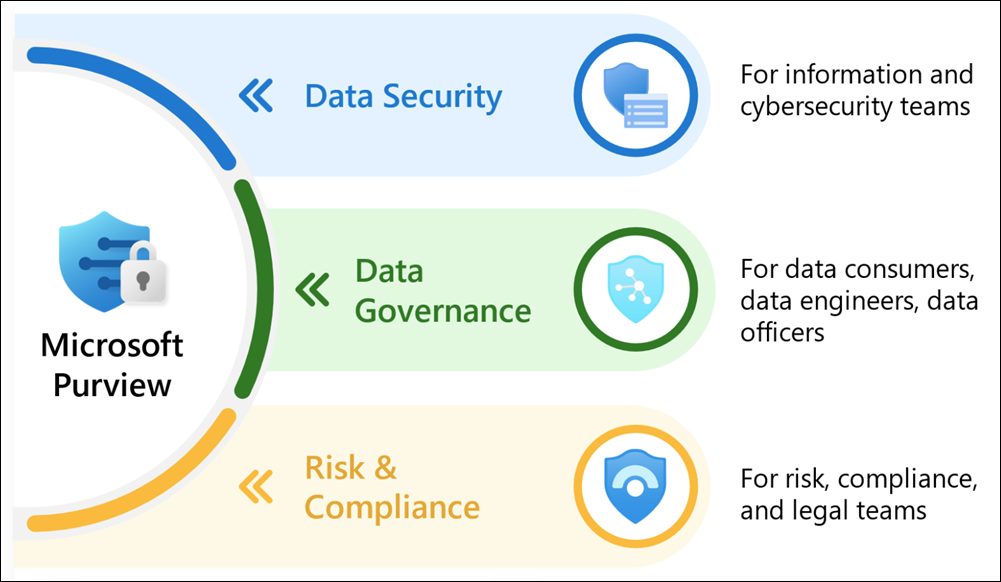 Microsoft
Purview
Data Security
For information and
cybersecurity teams
Data
Governance
For data consumers,
data engineers, data
officers
Risk &
Compliance
For risk, compliance,
and legal teams